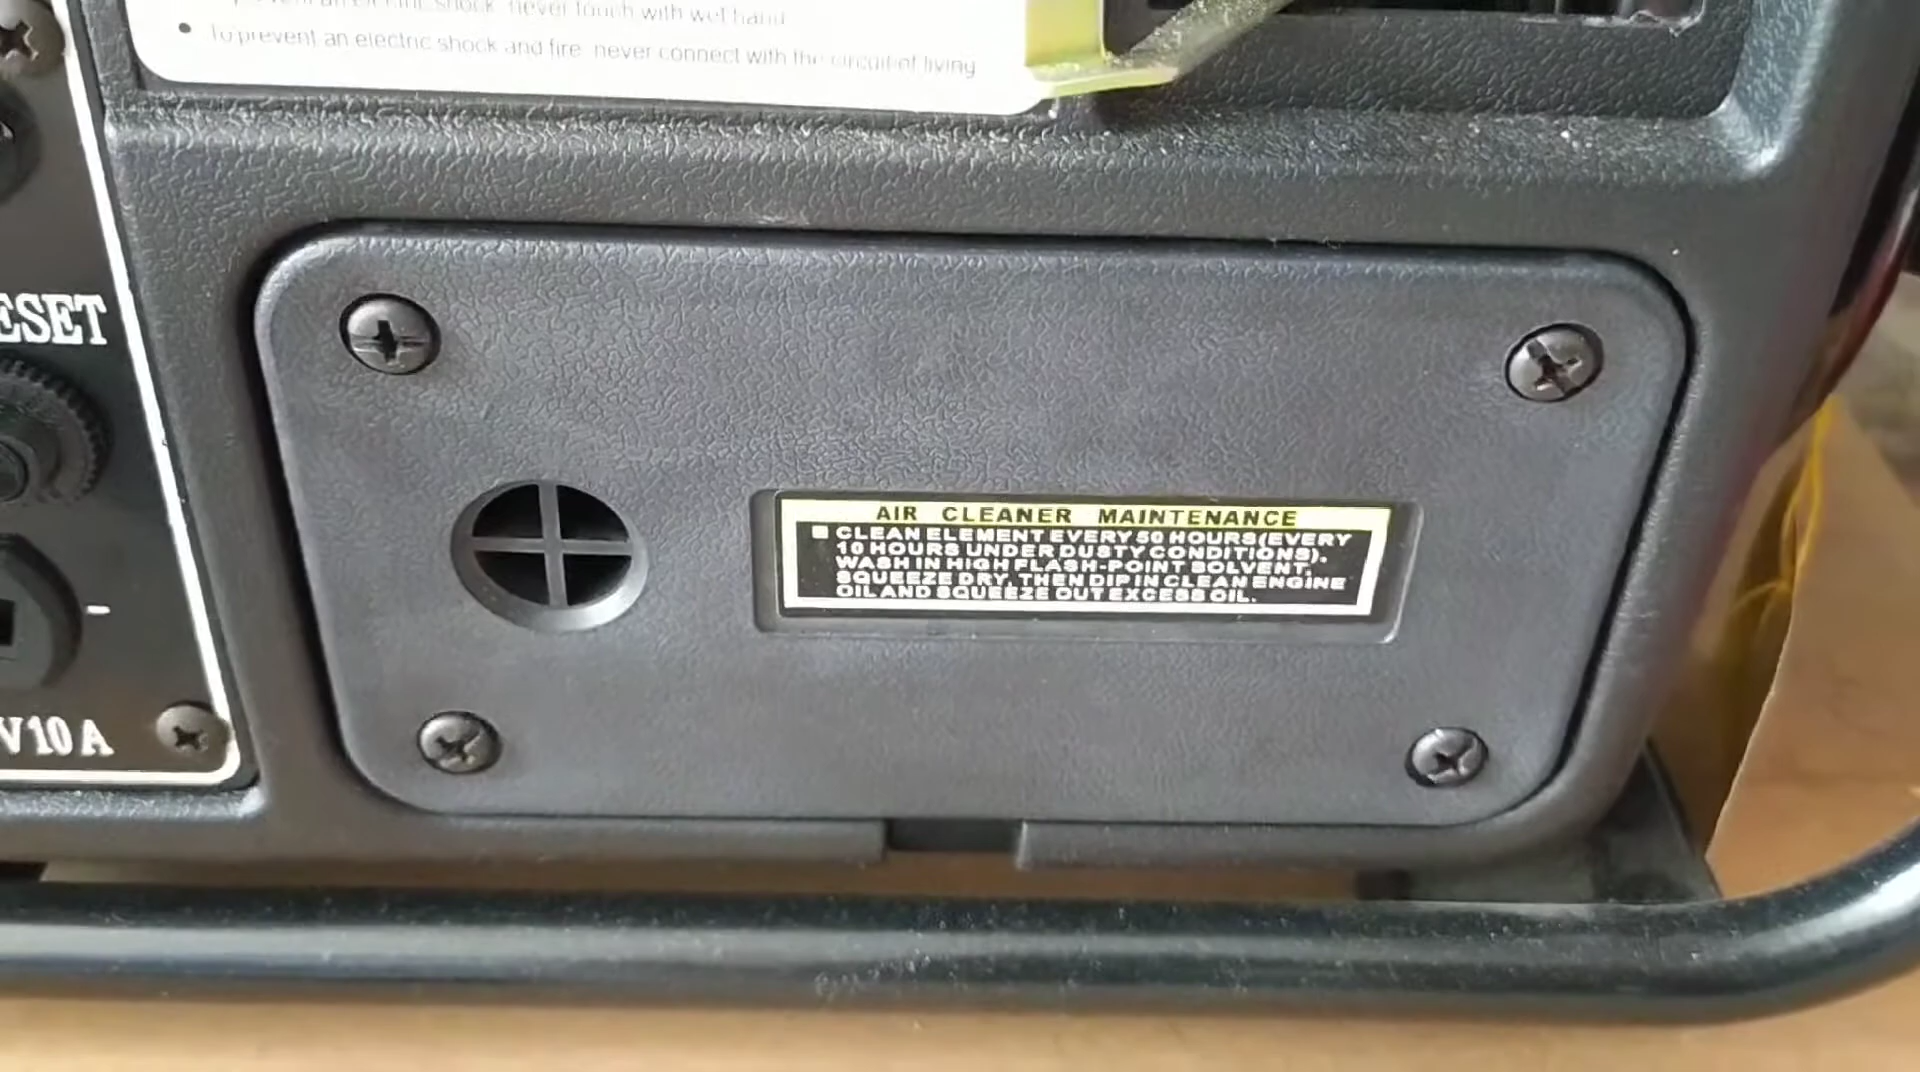 never touch with wet hand
To prevent an electric shock and fire never connect with the circuit of living
ESET
AIR CLEANER MAINTENANCE
CLEAN ELEMENT EVERY 50 HOURS (EVERY
10 HOURS UNDER DUSTY CONDITIONS).
WASH IN HIGH FLASH-POINT SOLVENT,
SQUEEZE DRY, THEN DIP IN CLEAN ENGINE
OIL AND SQUEEZE OUT EXCESS OIL.
–
V10A